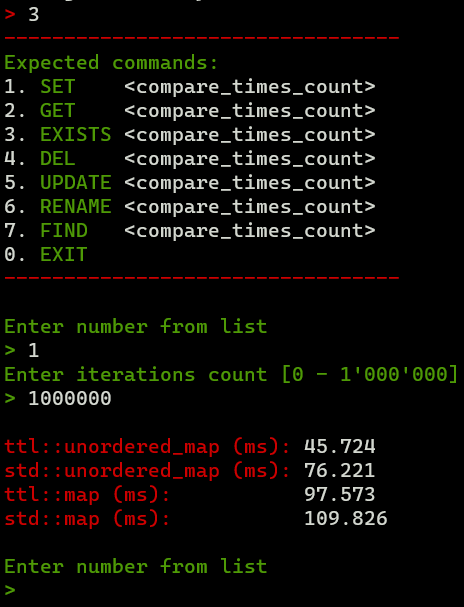 > 3
---------------------------------
Expected commands:
1. SET    <compare_times_count>
2. GET    <compare_times_count>
3. EXISTS <compare_times_count>
4. DEL    <compare_times_count>
5. UPDATE <compare_times_count>
6. RENAME <compare_times_count>
7. FIND   <compare_times_count>
0. EXIT
---------------------------------
Enter number from list
> 1
Enter iterations count [0 - 1'000'000]
> 1000000
ttl::unordered_map (ms): 45.724
std::unordered_map (ms): 76.221
ttl::map (ms):           97.573
std::map (ms):           109.826
Enter number from list
>